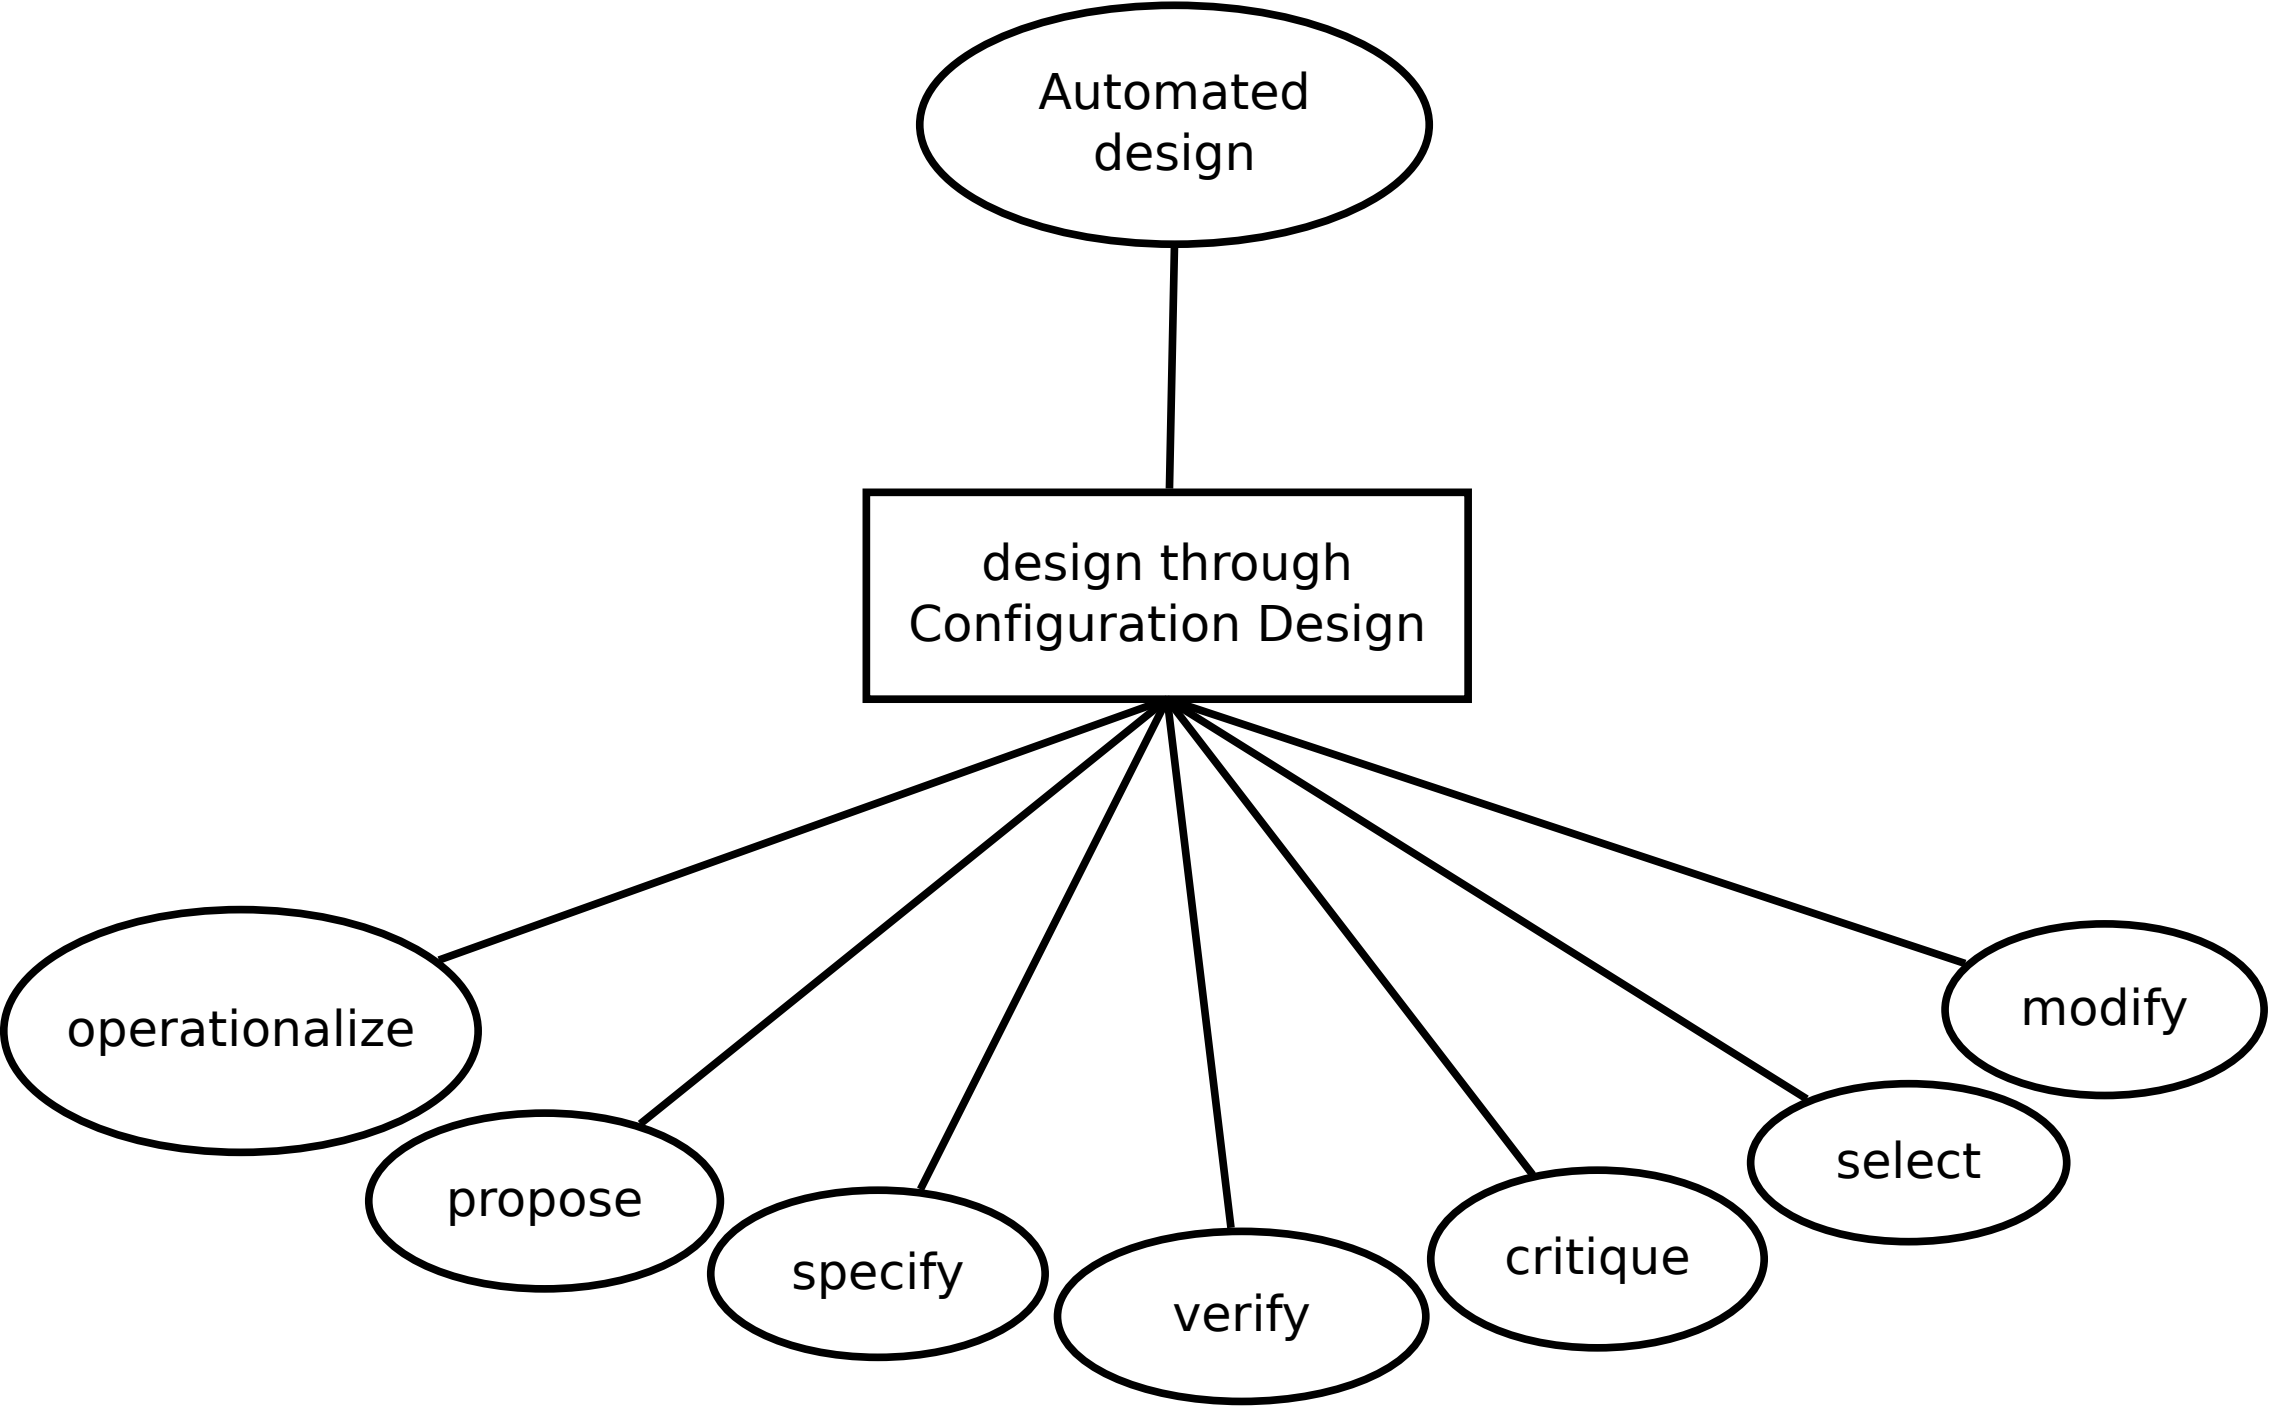 Automated
design
design through
Configuration Design
operationalize
propose
specify
verify
critique
select
modify